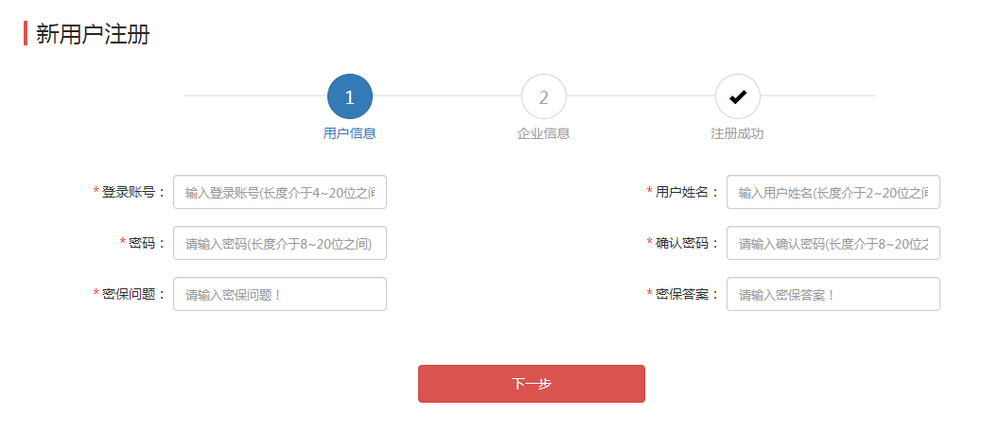 新用户注册
1
2
用户信息
企业信息
注册成功
* 登录账号： 输入登录账号(长度介于4~20位之间
* 用户姓名： 输入用户姓名(长度介于2~20位之间
* 密码： 请输入密码(长度介于8~20位之间)
* 确认密码： 请输入确认密码(长度介于8~20位之
* 密保问题： 请输入密保问题！
* 密保答案： 请输入密保答案！
下一步